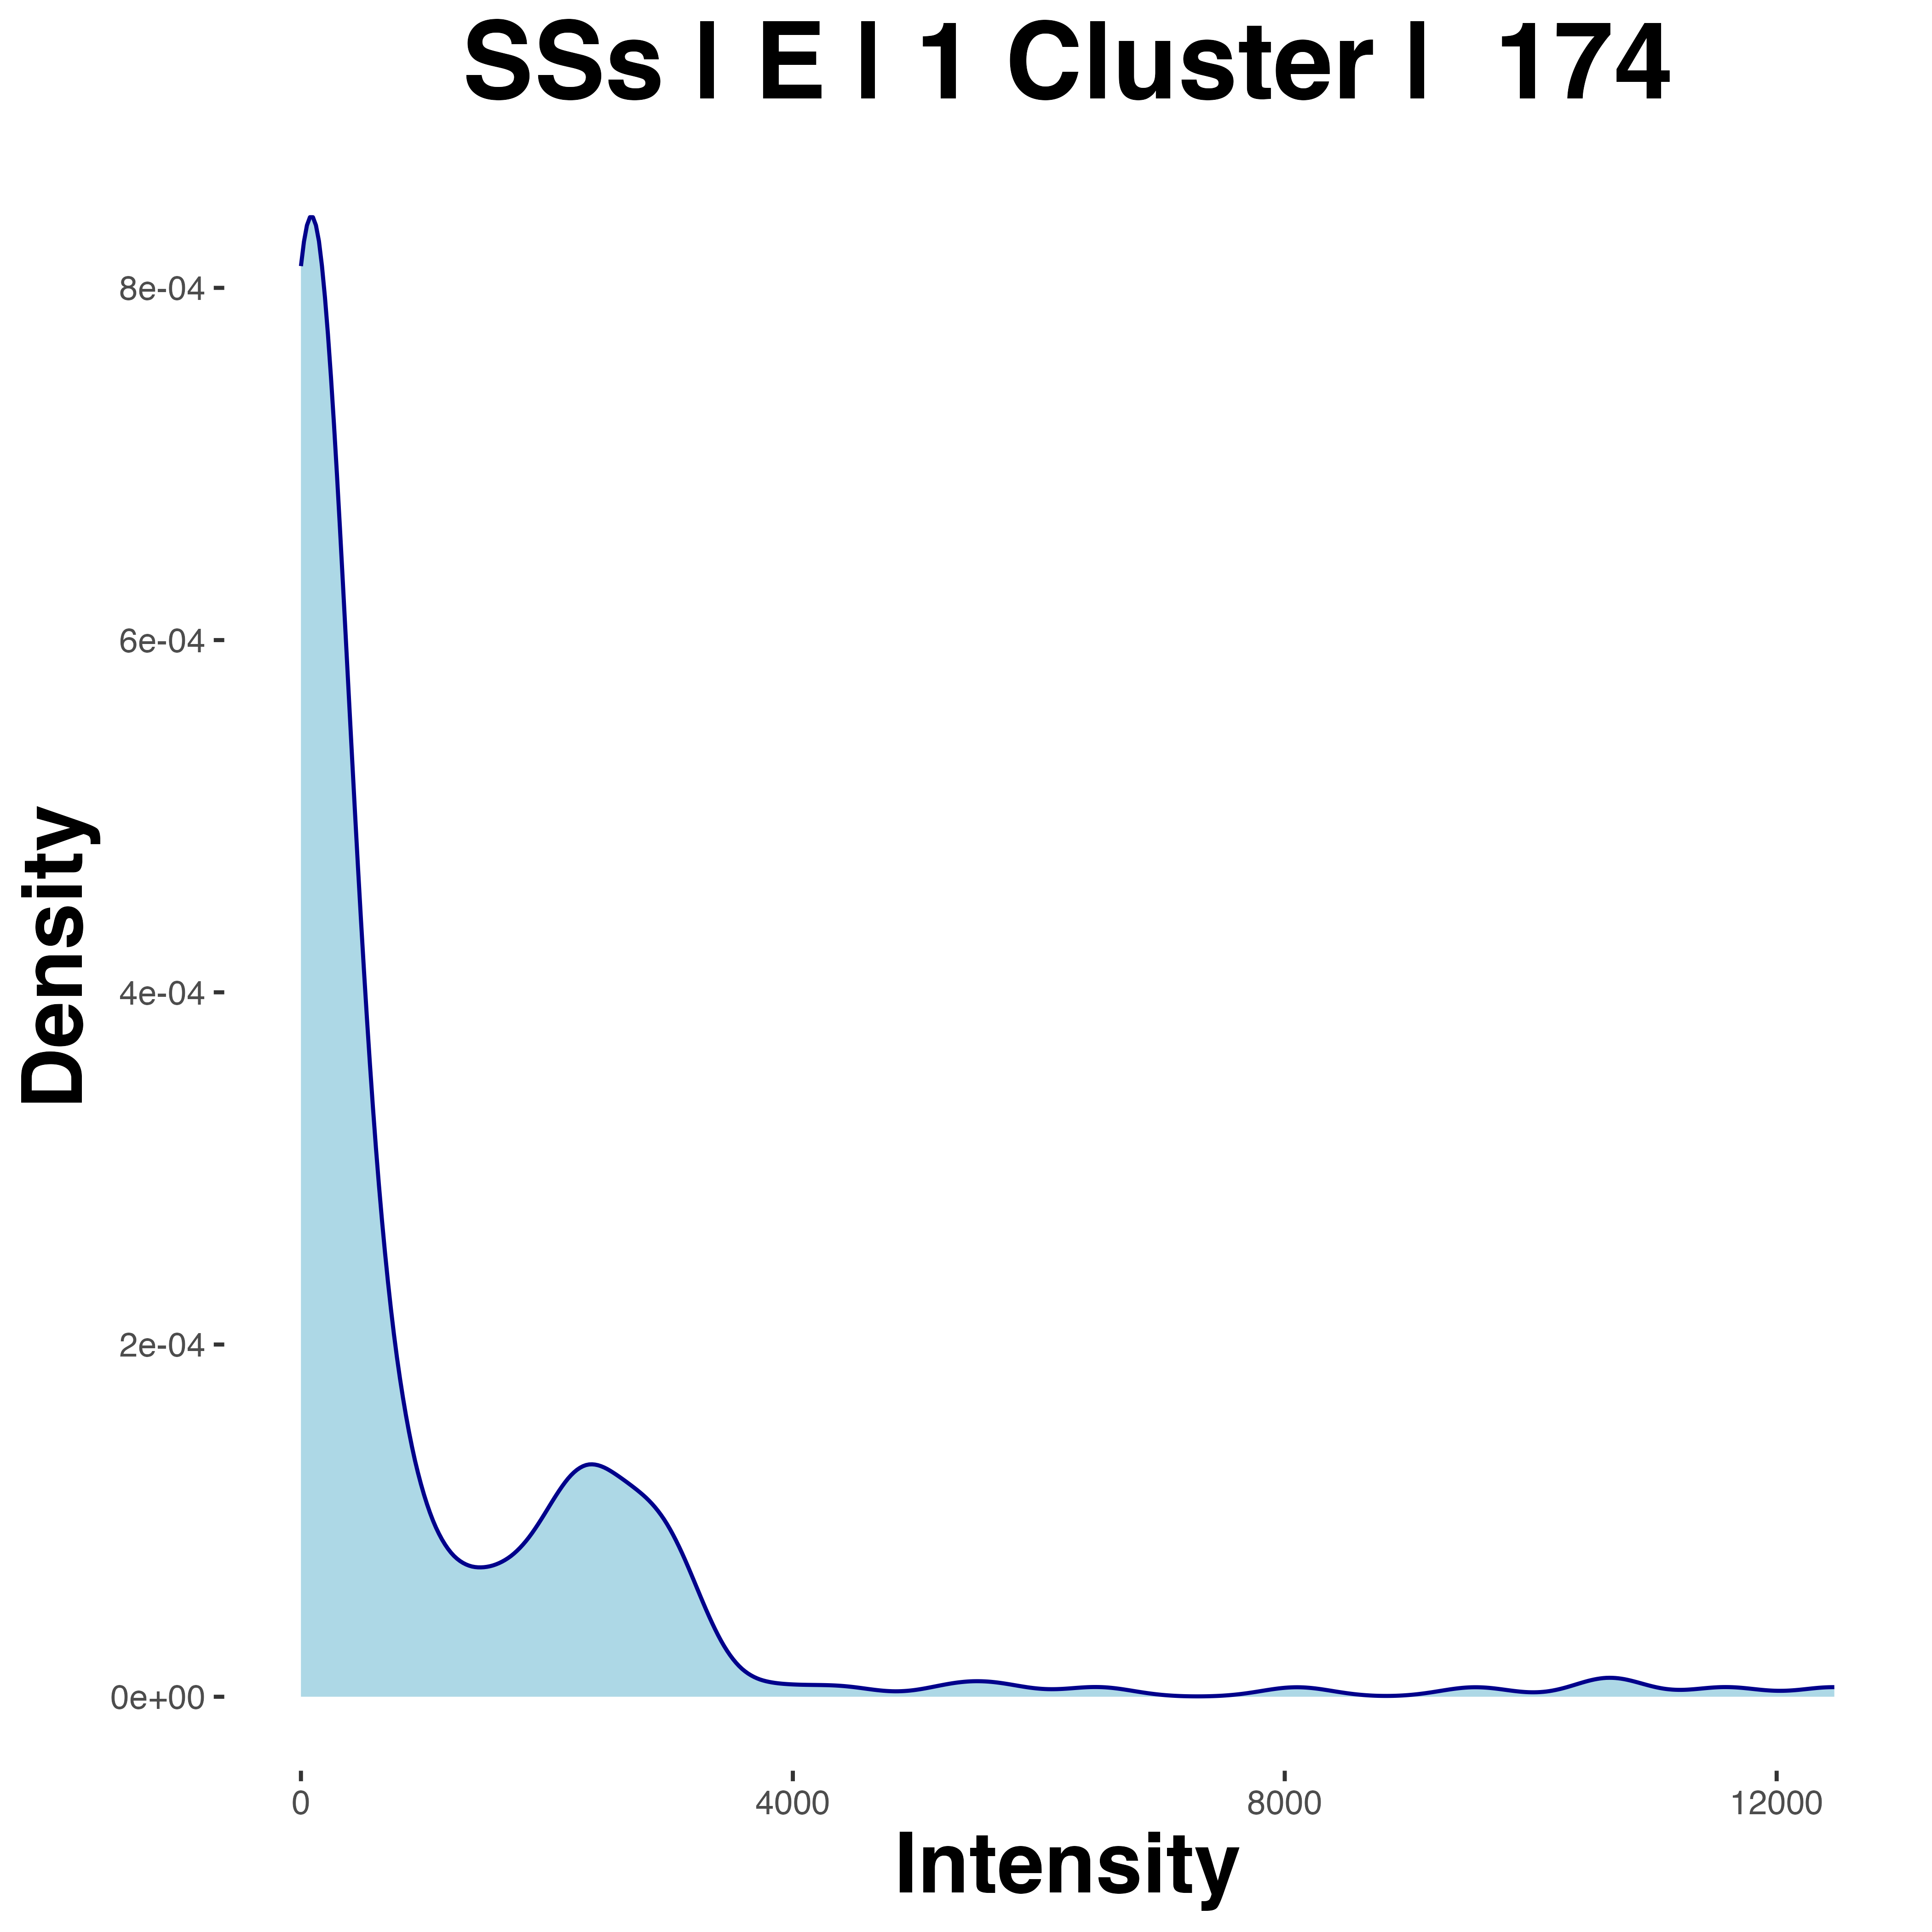 SSs | E | 1 Cluster |  174
Density
8e-04
6e-04
4e-04
2e-04
0e+00
0 4000 8000 12000
Intensity